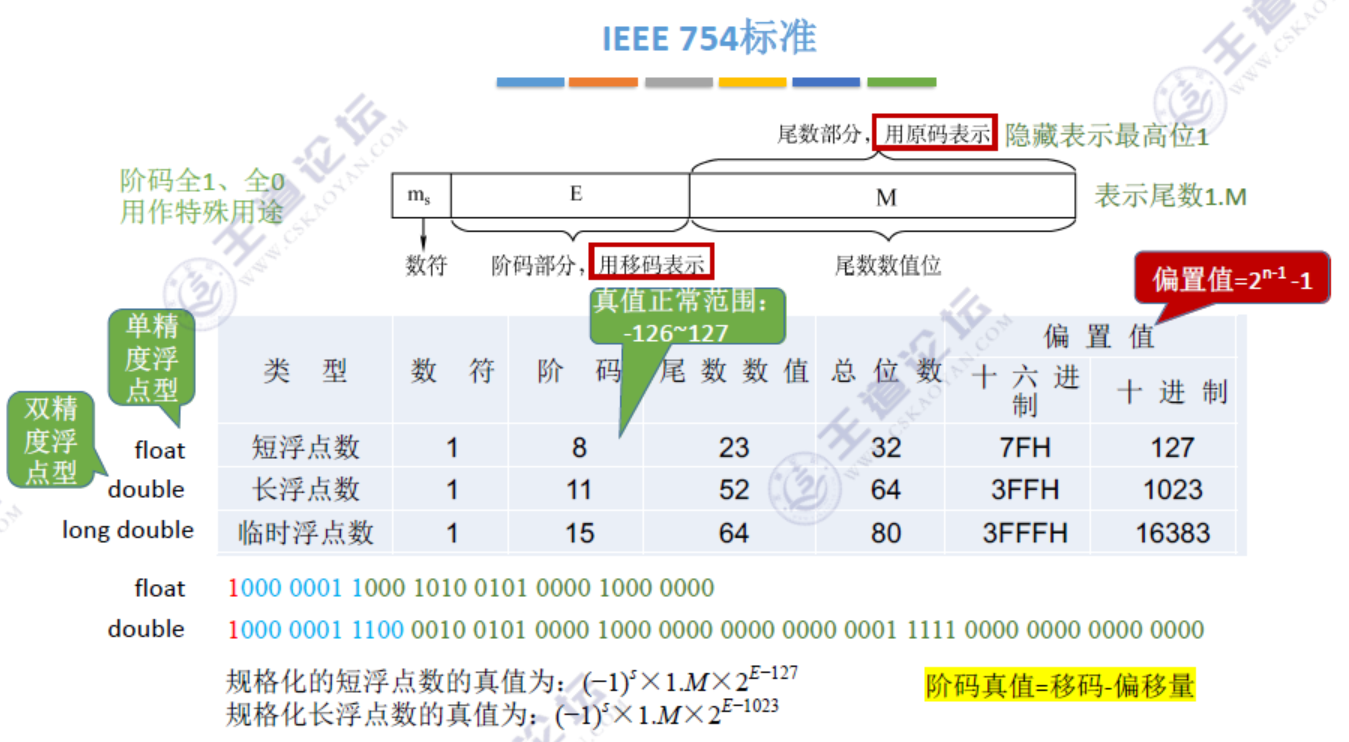 IEEE 754标准
尾数部分，用原码表示 隐藏表示最高位1
阶码全1、全0
用作特殊用途
mₛ E M
表示尾数1.M
数符 阶码部分，用移码表示 尾数数值位
偏置值=2ⁿ⁻¹-1
真值正常范围：
-126~127
单精
度浮
点型
双精
度浮
点型
类 型 数 符 阶 码 尾 数 数 值 总 位 数 偏 置 值
十 六 进
制
十 进 制
float 短浮点数 1 8 23 32 7FH 127
double 长浮点数 1 11 52 64 3FFH 1023
long double 临时浮点数 1 15 64 80 3FFFH 16383
float 1000 0001 1000 1010 0101 0000 1000 0000
double 1000 0001 1100 0010 0101 0000 1000 0000 0000 0000 0001 1111 0000 0000 0000 0000
规格化的短浮点数的真值为：(−1)ˢ×1.M×2ᴱ⁻¹²⁷
规格化长浮点数的真值为：(−1)ˢ×1.M×2ᴱ⁻¹⁰²³
阶码真值=移码-偏移量
王道论坛
WWW.CSKAOYAN.COM